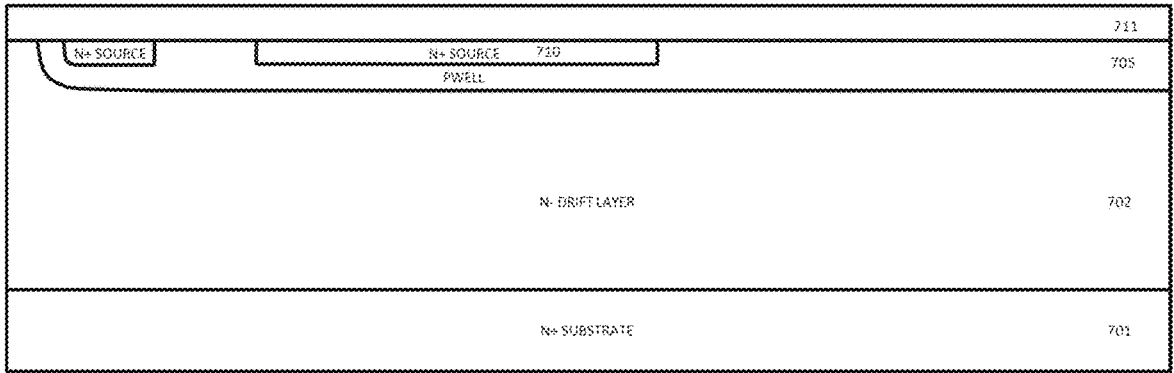 711
N+ SOURCE
N+ SOURCE 710
705
PWELL
N- DRIFT LAYER 702
N+ SUBSTRATE 701